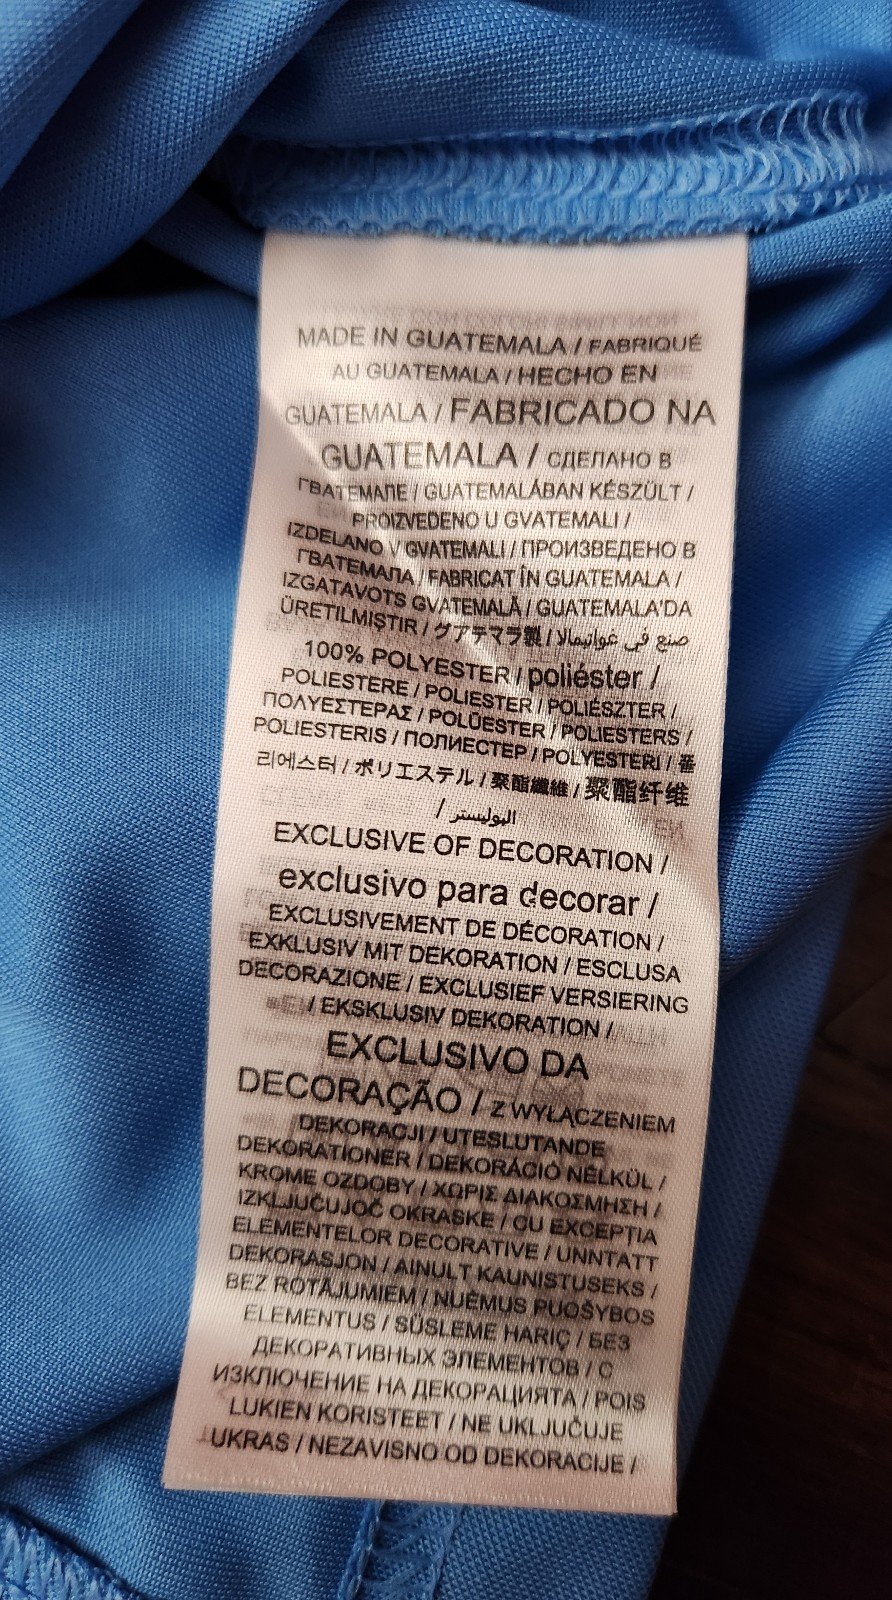 MADE IN GUATEMALA / FABRIQUÉ
AU GUATEMALA / HECHO EN
GUATEMALA / FABRICADO NA
GUATEMALA / СДЕЛАНО В
ГВАТЕМАЛЕ / GUATEMALÁBAN KÉSZÜLT /
PROIZVEDENO U GVATEMALI /
IZDELANO V GVATEMALI / ПРОИЗВЕДЕНО В
ГВАТЕМАЛА / FABRICAT ÎN GUATEMALA /
IZGATAVOTS GVATEMALĀ / GUATEMALA'DA
ÜRETILMIŞTIR / グアテマラ製 / صنع في غواتيمالا
100% POLYESTER / poliéster /
POLIESTERE / POLIESTER / POLIÉSZTER /
ΠΟΛΥΕΣΤΕΡΑΣ / POLÜESTER / POLIESTERS /
POLIESTERIS / ПОЛИЕСТЕР / POLYESTERI / 폴
리에스터 / ポリエステル / 聚酯纖維 / 聚酯纤维
/ البوليستر
EXCLUSIVE OF DECORATION /
exclusivo para decorar /
EXCLUSIVEMENT DE DÉCORATION /
EXKLUSIV MIT DEKORATION / ESCLUSA
DECORAZIONE / EXCLUSIEF VERSIERING
/ EKSKLUSIV DEKORATION /
EXCLUSIVO DA
DECORAÇÃO / Z WYŁĄCZENIEM
DEKORACJI / UTESLUTANDE
DEKORATIONER / DEKORÁCIÓ NÉLKÜL /
KROME OZDOBY / ΧΩΡΙΣ ΔΙΑΚΟΣΜΗΣΗ /
IZKLJUČUJOČ OKRASKE / CU EXCEPȚIA
ELEMENTELOR DECORATIVE / UNNTATT
DEKORASJON / AINULT KAUNISTUSEKS /
BEZ ROTĀJUMIEM / NUĖMUS PUOŠYBOS
ELEMENTUS / SÜSLEME HARIÇ / БЕЗ
ДЕКОРАТИВНЫХ ЭЛЕМЕНТОВ / С
ИЗКЛЮЧЕНИЕ НА ДЕКОРАЦИЯТА / POIS
LUKIEN KORISTEET / NE UKLJUČUJE
UKRAS / NEZAVISNO OD DEKORACIJE /